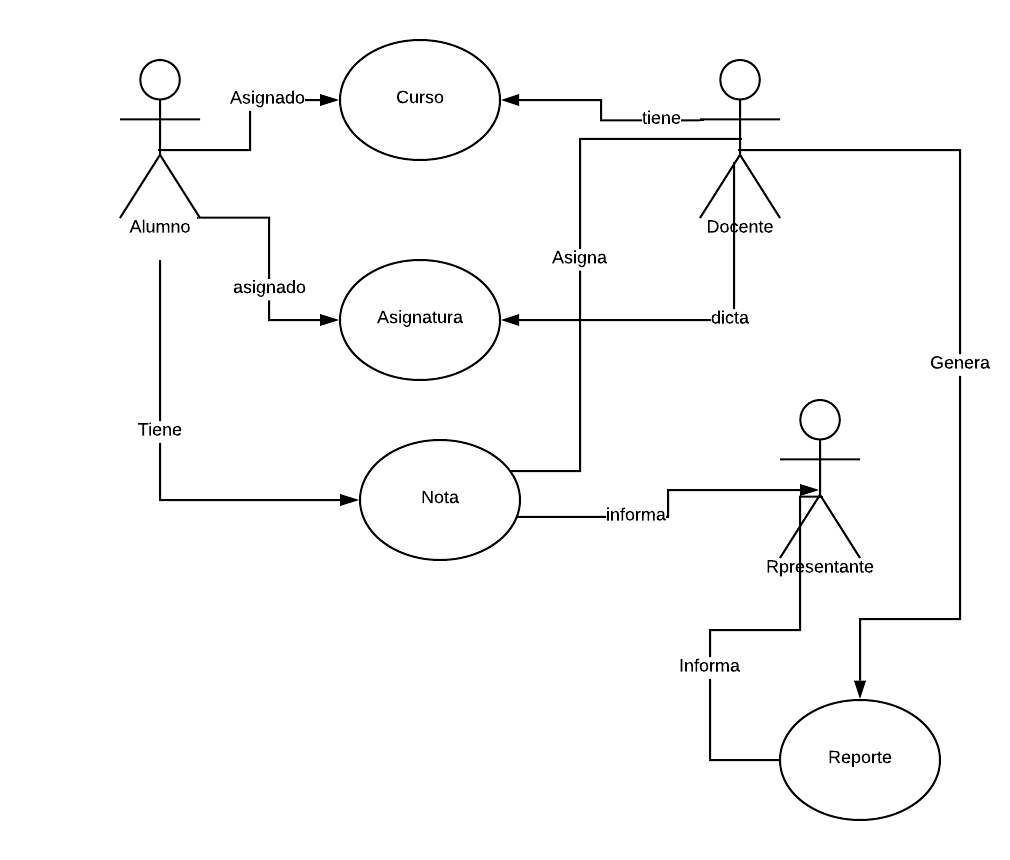 Asignado
Curso
tiene
Alumno
Docente
Asigna
asignado
Asignatura
dicta
Genera
Tiene
Nota
informa
Rpresentante
Informa
Reporte